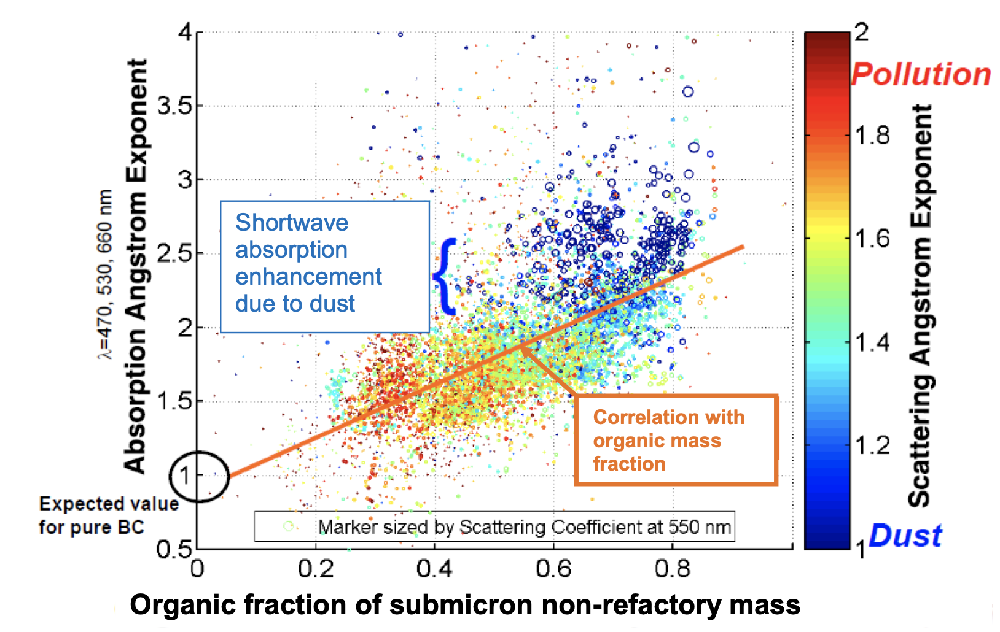 4
3.5
3
2.5
2
1.5
1
0.5
0
0.2
0.4
0.6
0.8
Absorption Angstrom Exponent
λ=470, 530, 660 nm
Shortwave
absorption
enhancement
due to dust
{
Correlation with
organic mass
fraction
Expected value
for pure BC
Marker sized by Scattering Coefficient at 550 nm
Organic fraction of submicron non-refactory mass
2
1.8
1.6
1.4
1.2
1
Pollution
Scattering Angstrom Exponent
Dust